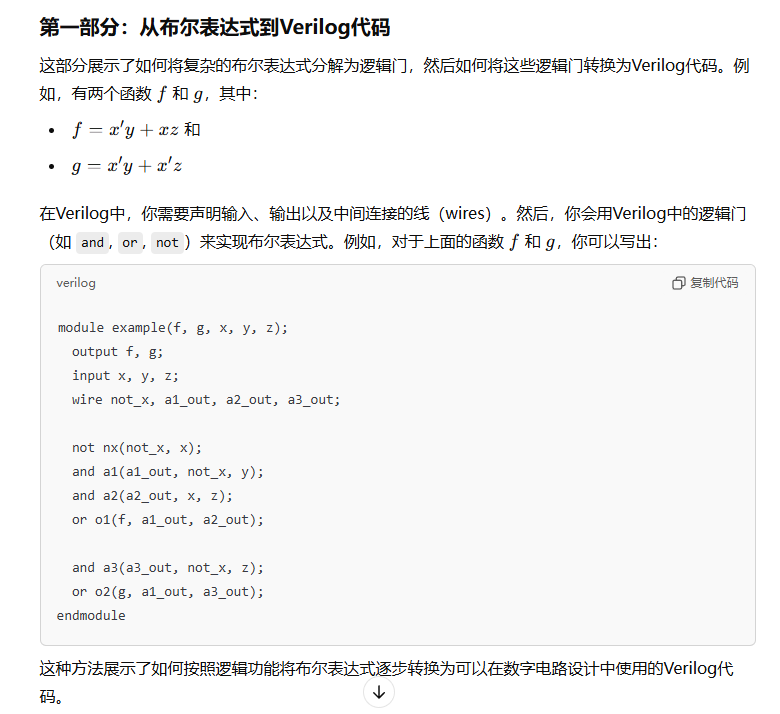 第一部分：从布尔表达式到Verilog代码
这部分展示了如何将复杂的布尔表达式分解为逻辑门，然后如何将这些逻辑门转换为Verilog代码。例
如，有两个函数 f 和 g，其中：
• f = x′y + xz 和
• g = x′y + x′z
在Verilog中，你需要声明输入、输出以及中间连接的线（wires）。然后，你会用Verilog中的逻辑门
（如 and, or, not ）来实现布尔表达式。例如，对于上面的函数 f 和 g，你可以写出：
verilog 复制代码
module example(f, g, x, y, z);
  output f, g;
  input x, y, z;
  wire not_x, a1_out, a2_out, a3_out;
  not nx(not_x, x);
  and a1(a1_out, not_x, y);
  and a2(a2_out, x, z);
  or o1(f, a1_out, a2_out);
  and a3(a3_out, not_x, z);
  or o2(g, a1_out, a3_out);
endmodule
这种方法展示了如何按照逻辑功能将布尔表达式逐步转换为可以在数字电路设计中使用的Verilog代
码。